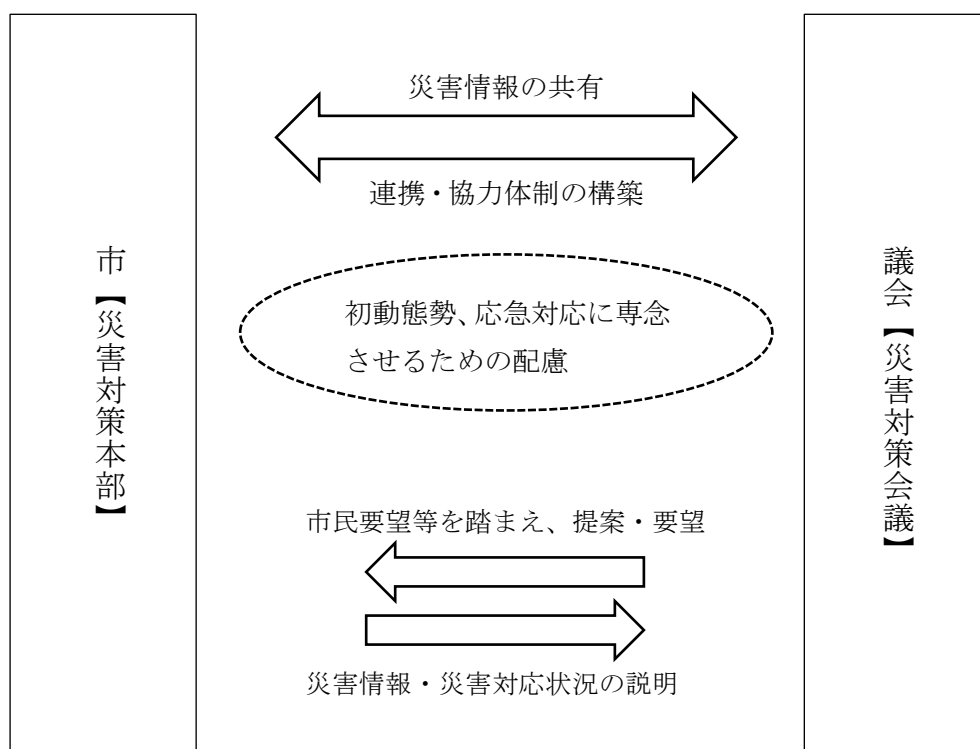 災害情報の共有
連携・協力体制の構築
市【災害対策本部】
初動態勢、応急対応に専念
させるための配慮
議会【災害対策会議】
市民要望等を踏まえ、提案・要望
災害情報・災害対応状況の説明